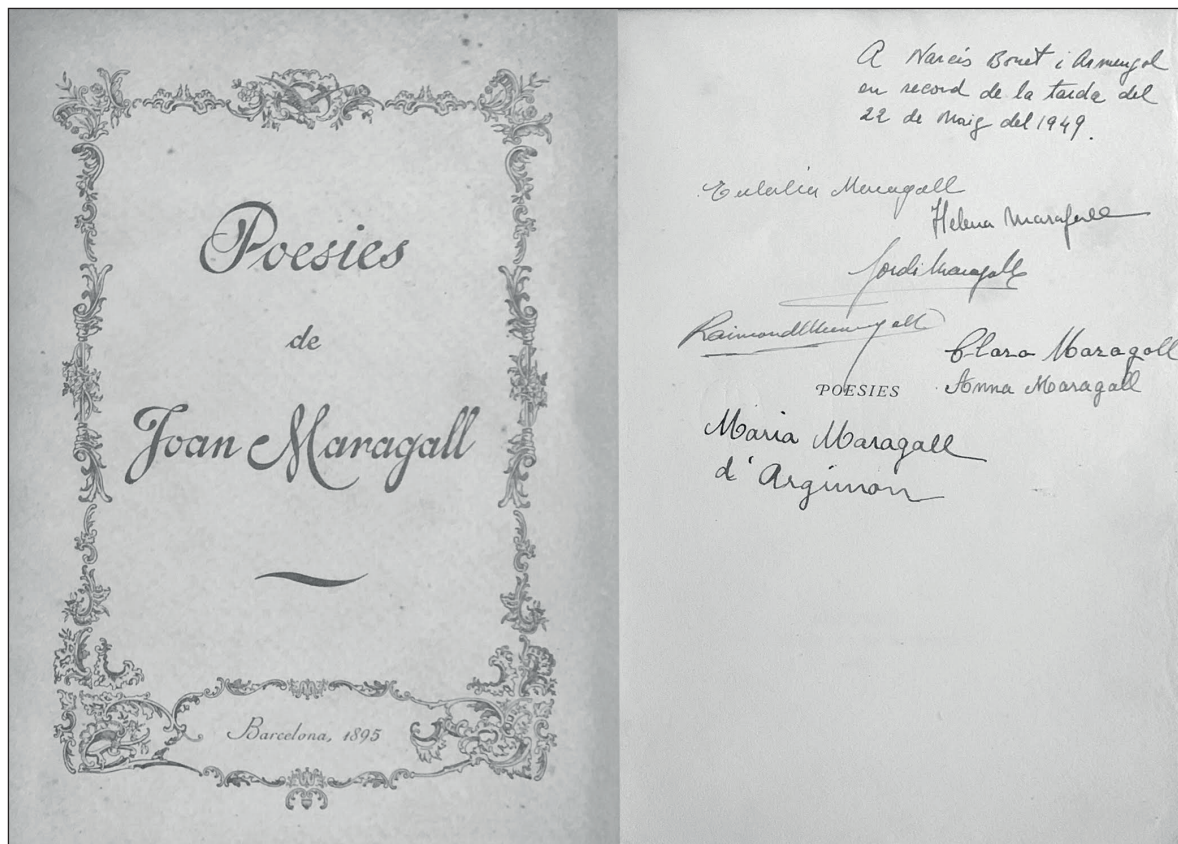 Poesies
de
Joan Maragall
Barcelona, 1895
A Narcís Bonet i Armengol
en record de la tarda del
22 de Maig del 1949.
Eulalia Maragall
Helena Maragall
Jordi Maragall
Raimond Maragall
Clara Maragall
POESIES
Anna Maragall
Maria Maragall
d'Argimon